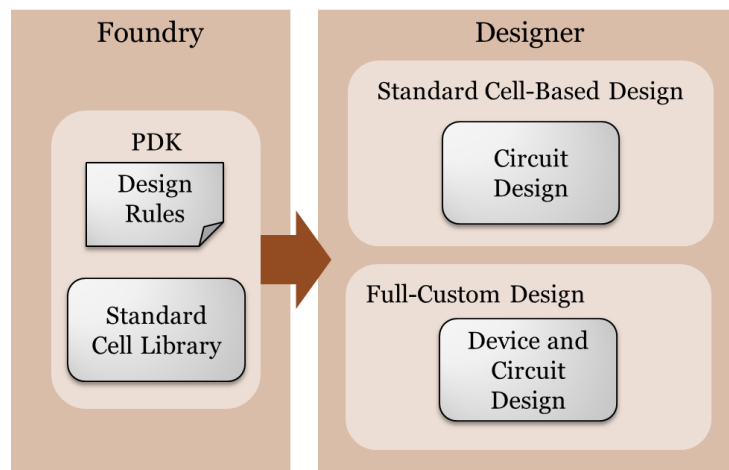 Foundry
PDK
Design
Rules
Standard
Cell Library
Designer
Standard Cell-Based Design
Circuit
Design
Full-Custom Design
Device and
Circuit
Design